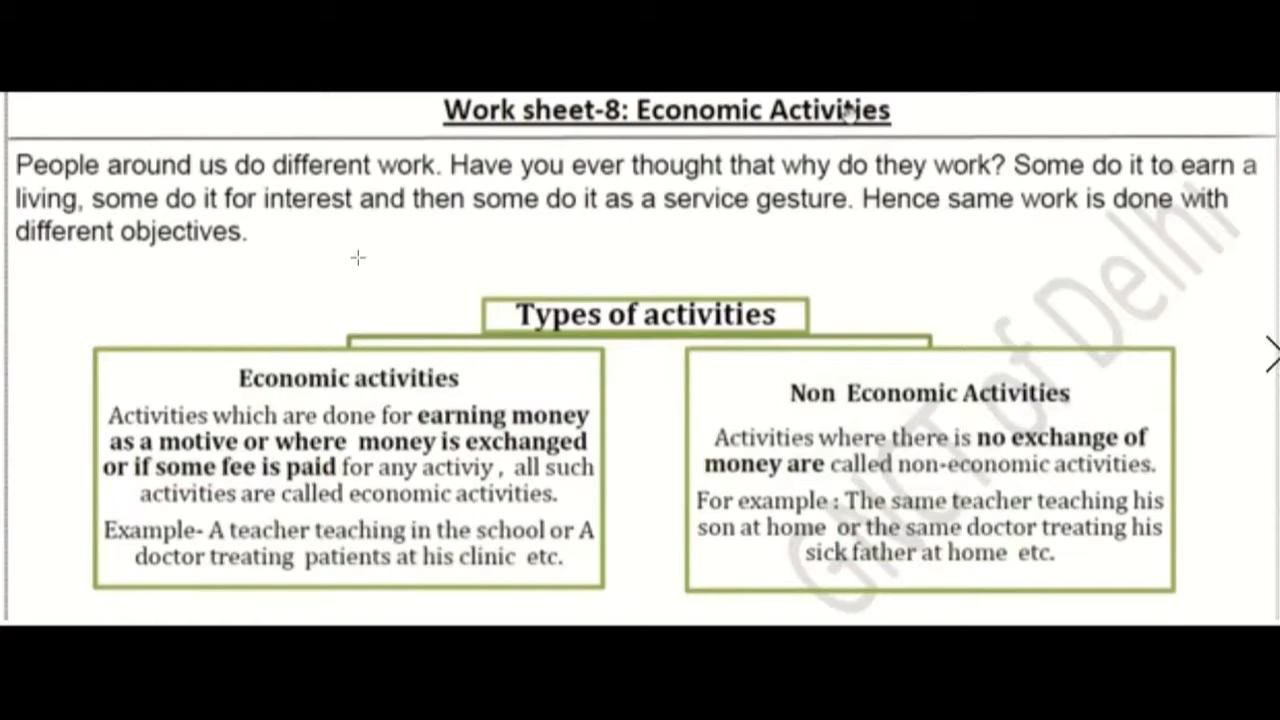 Work sheet-8: Economic Activities
People around us do different work. Have you ever thought that why do they work? Some do it to earn a
living, some do it for interest and then some do it as a service gesture. Hence same work is done with
different objectives.
Types of activities
Economic activities
Activities which are done for earning money
as a motive or where money is exchanged
or if some fee is paid for any activiy, all such
activities are called economic activities.
Example- A teacher teaching in the school or A
doctor treating patients at his clinic etc.
Non Economic Activities
Activities where there is no exchange of
money are called non-economic activities.
For example : The same teacher teaching his
son at home or the same doctor treating his
sick father at home etc.
GNCT of Delhi